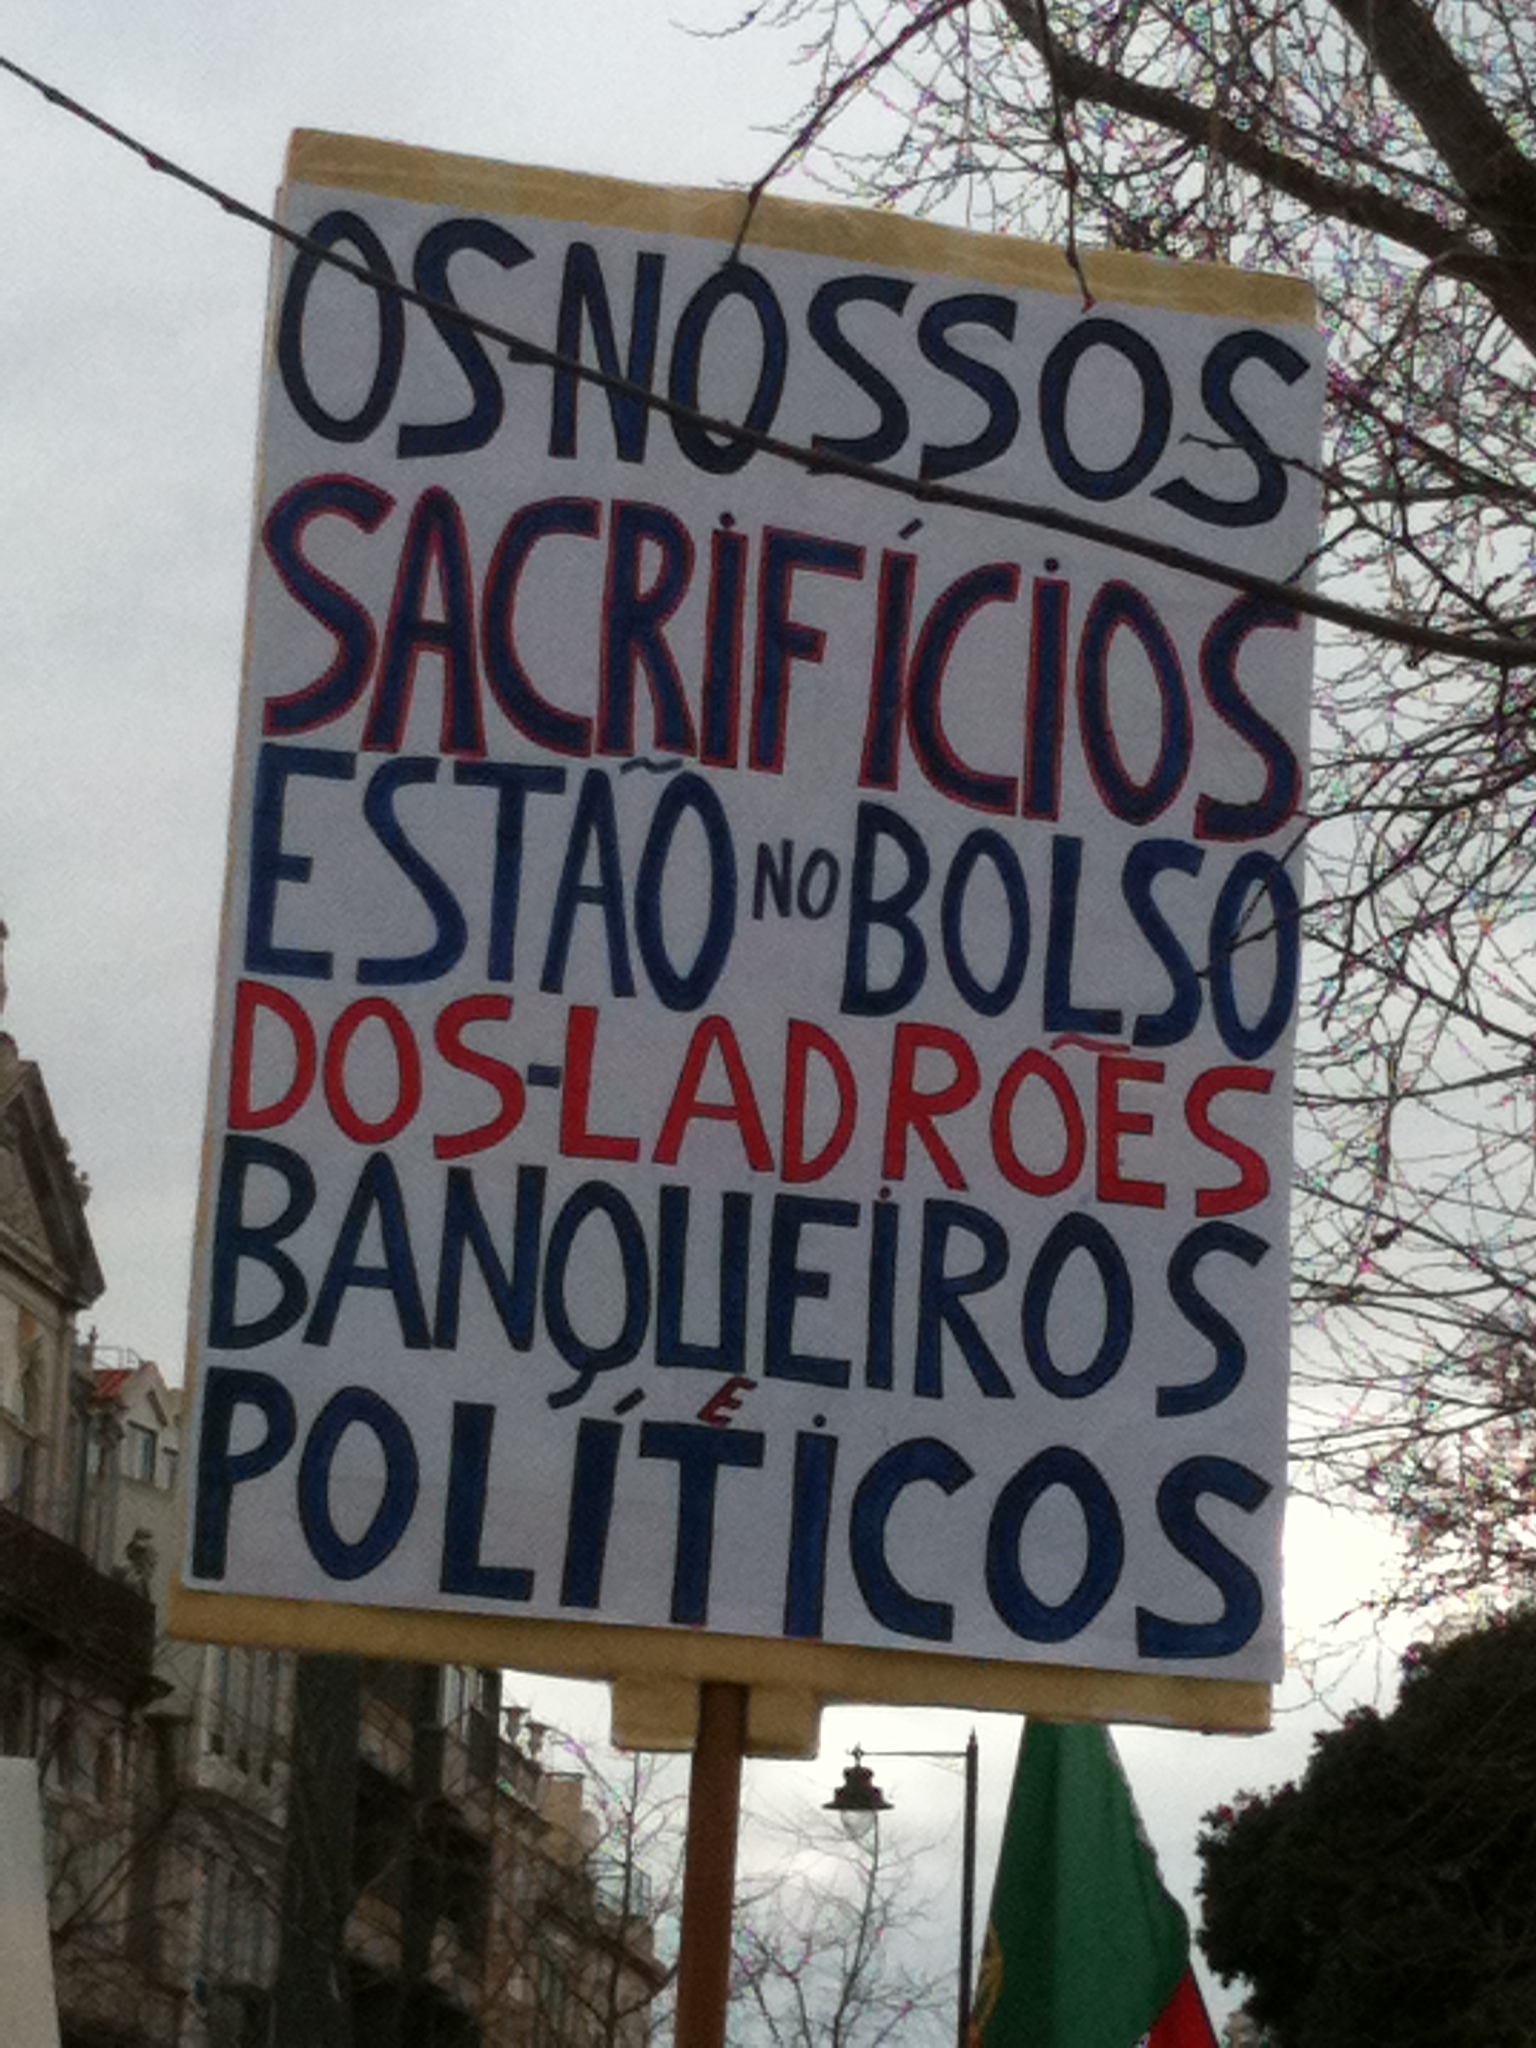 OS-NOSSOS
SACRIFÍCIOS
ESTÃO NO BOLSO
DOS-LADRÕES
BANQUEIROS
E
POLÍTICOS